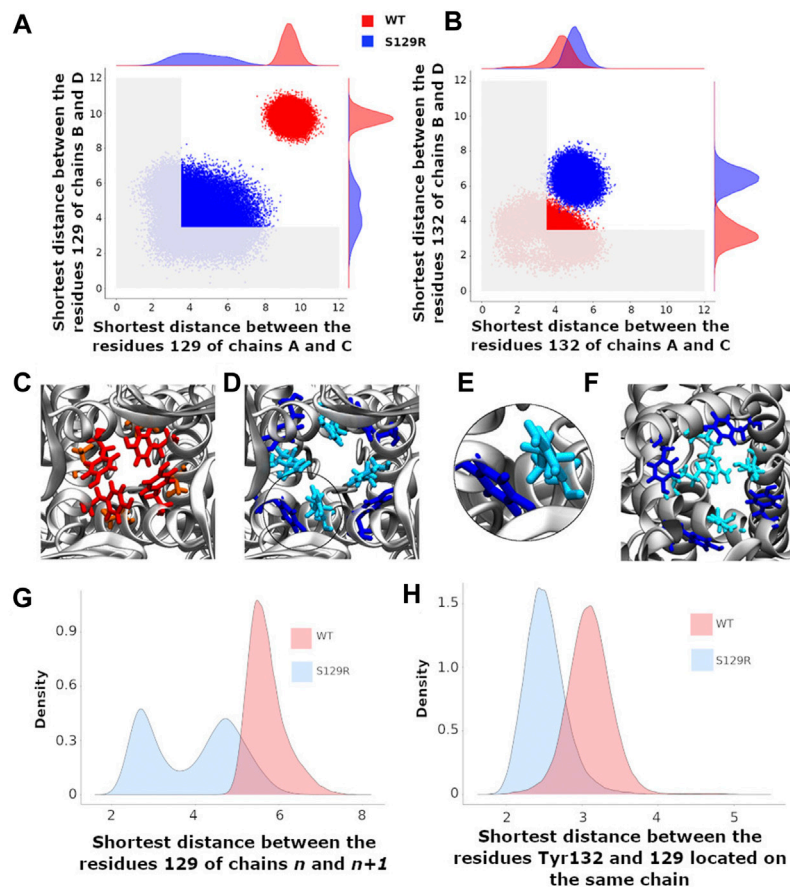 A
WT
S129R
B
Shortest distance between the
residues 129 of chains B and D
12
10
8
6
4
2
0
0 2 4 6 8 10 12
Shortest distance between the
residues 129 of chains A and C
Shortest distance between the
residues 132 of chains B and D
12
10
8
6
4
2
0
0 2 4 6 8 10 12
Shortest distance between the
residues 132 of chains A and C
C
D
E
F
G
WT
S129R
Density
0.9
0.6
0.3
0
2 4 6 8
Shortest distance between the
residues 129 of chains n and n+1
H
WT
S129R
Density
1.5
1.0
0.5
0.0
2 3 4 5
Shortest distance between the
residues Tyr132 and 129 located on
the same chain